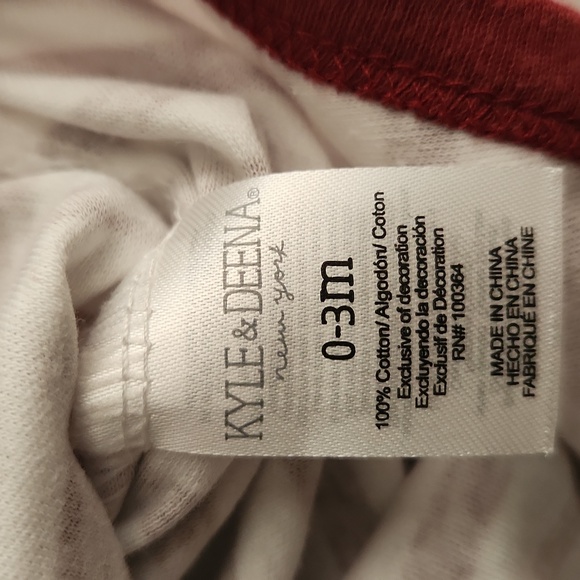 KYLE & DEENA®
new york
0-3m
100% Cotton/ Algodón/ Coton
Exclusive of decoration
Excluyendo la decoración
Exclusif de Décoration
RN# 100364
MADE IN CHINA
HECHO EN CHINA
FABRIQUÉ EN CHINE